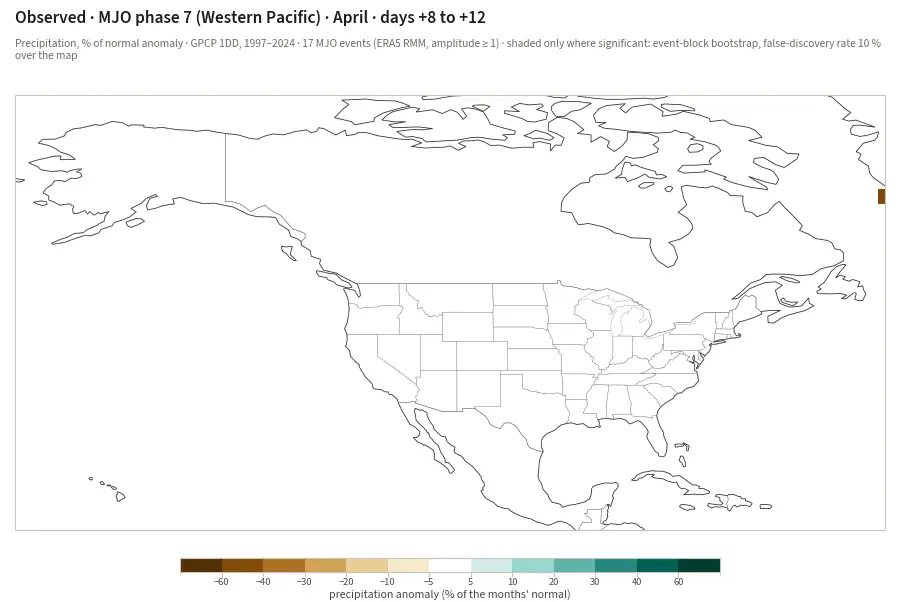 Observed · MJO phase 7 (Western Pacific) · April · days +8 to +12
Precipitation, % of normal anomaly · GPCP 1DD, 1997–2024 · 17 MJO events (ERA5 RMM, amplitude ≥ 1) · shaded only where significant: event-block bootstrap, false-discovery rate 10 %
over the map
−60 −40 −30 −20 −10 −5 5 10 20 30 40 60
precipitation anomaly (% of the months' normal)